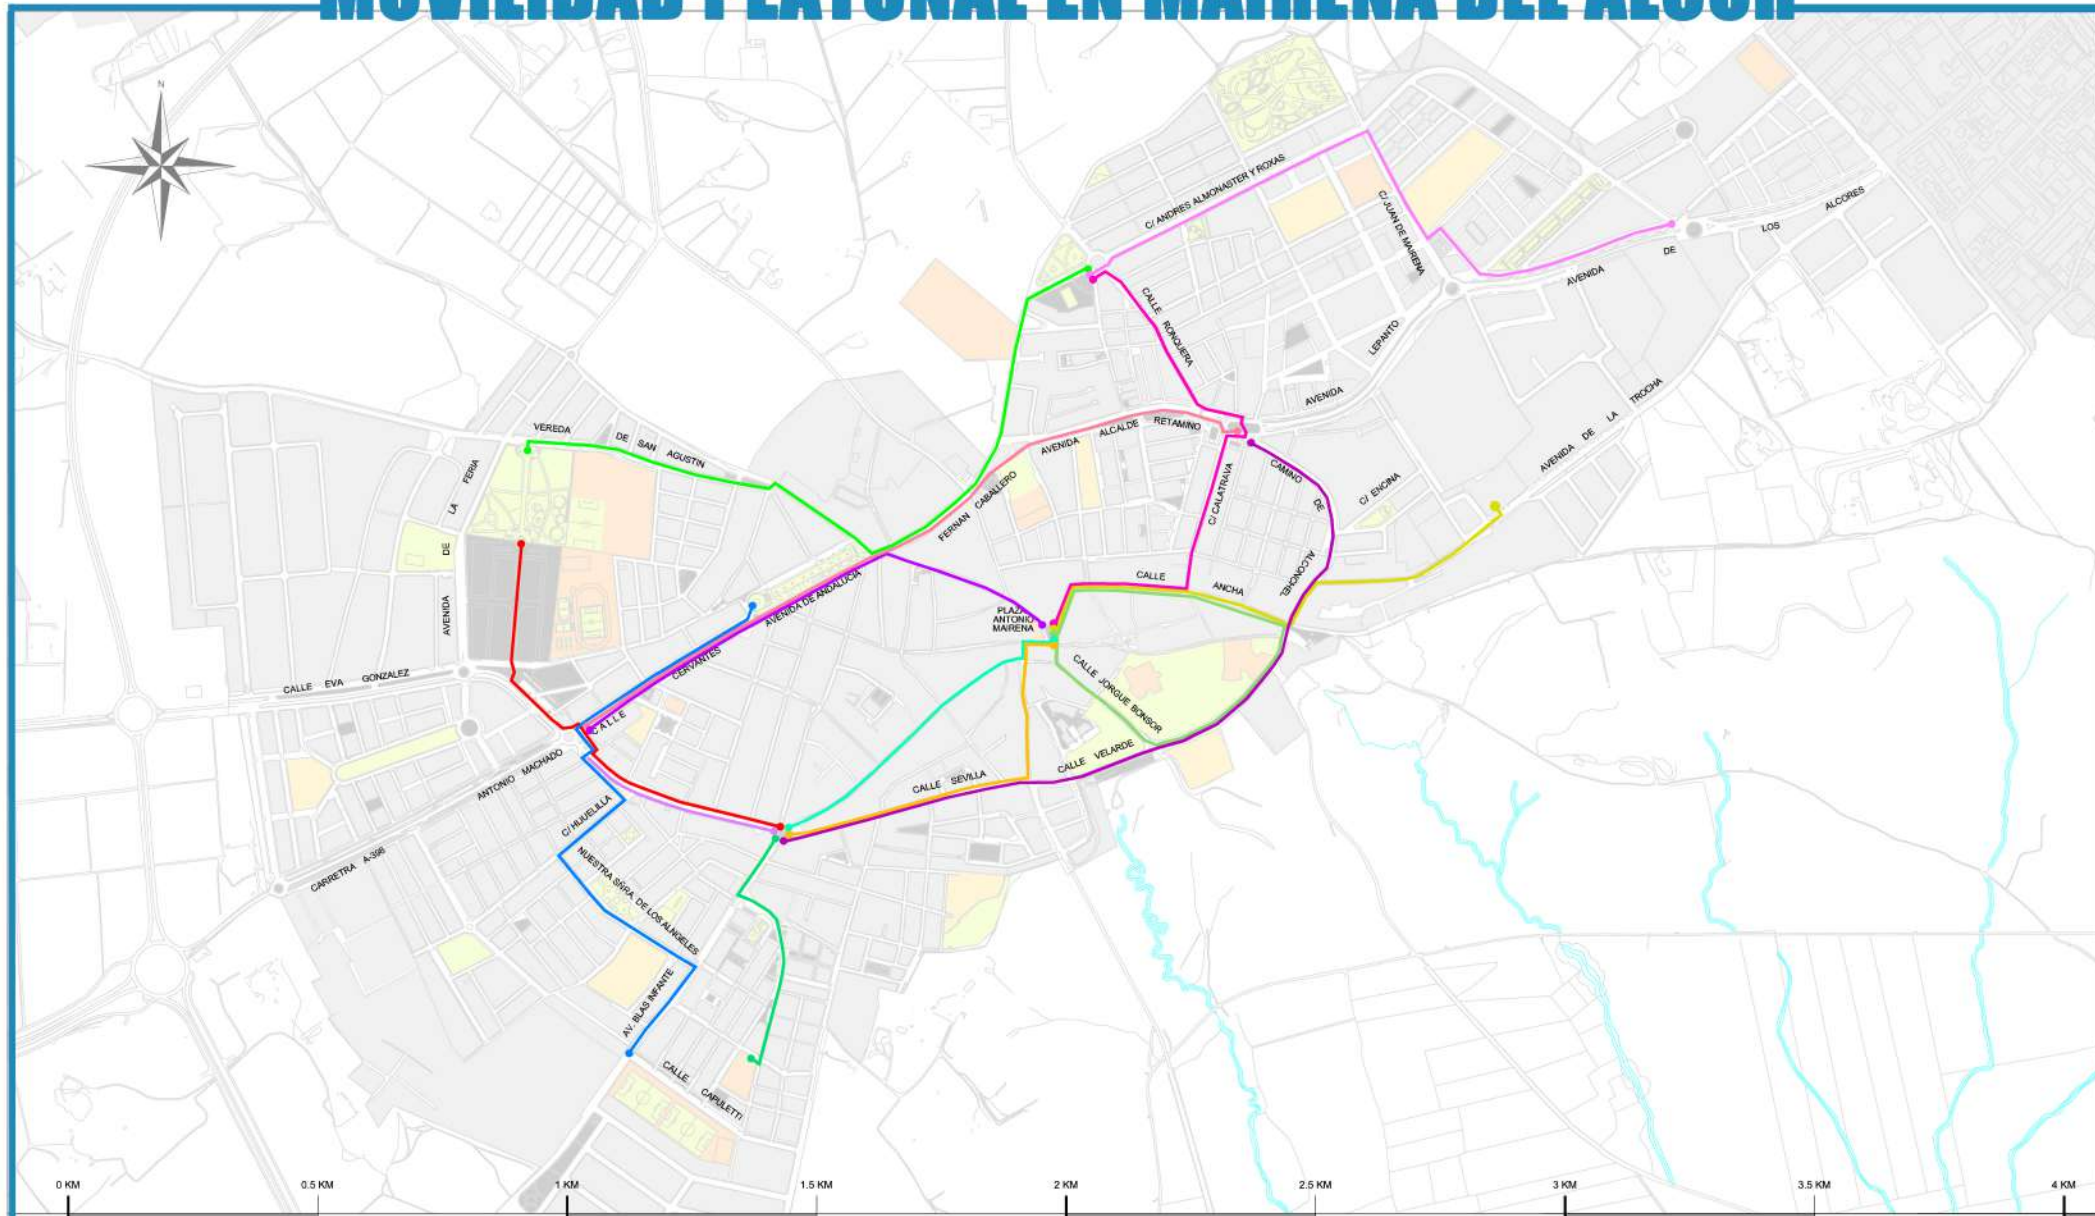 MOVILIDAD PEATONAL EN MAIRENA DEL ALCOR
N
C/ ANDRES ALMONASTER Y ROXAS
C/ JUAN DE MAIRENA
AVENIDA DE LOS ALCORES
CALLE RONQUERA
LEPANTO
AVENIDA
AVENIDA DE LA TROCHA
AVENIDA ALCALDE RETAMINO
VEREDA DE SAN AGUSTIN
C/ CALATRAVA
CAMINO DE ALCONCHEL
C/ ENCINA
FERNAN CABALLERO
AVENIDA DE LA FERIA
AVENIDA DE ANDALUCIA
CALLE ANCHA
PLAZA
ANTONIO
MAIRENA
CALLE CERVANTES
CALLE EVA GONZALEZ
CALLE JORGUE BONSOR
CALLE VELARDE
CALLE SEVILLA
ANTONIO MACHADO
C/ HIJUELILLA
CARRETRA A-398
NUESTRA SÑRA. DE LOS ALNGELES
AV. BLAS INFANTE
CALLE CAPULETTI
0 KM
0.5 KM
1 KM
1.5 KM
2 KM
2.5 KM
3 KM
3.5 KM
4 KM